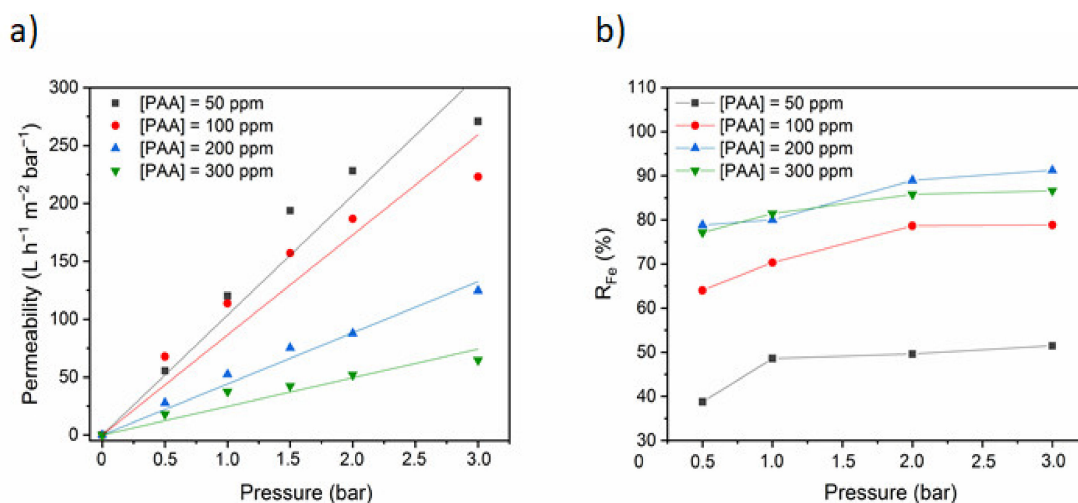 a)
300
250
200
150
100
50
0
Permeability (L h⁻¹ m⁻² bar⁻¹)
[PAA] = 50 ppm
[PAA] = 100 ppm
[PAA] = 200 ppm
[PAA] = 300 ppm
0 0.5 1.0 1.5 2.0 2.5 3.0
Pressure (bar)
b)
110
100
90
80
70
60
50
40
30
R_Fe (%)
[PAA] = 50 ppm
[PAA] = 100 ppm
[PAA] = 200 ppm
[PAA] = 300 ppm
0 0.5 1.0 1.5 2.0 2.5 3.0
Pressure (bar)